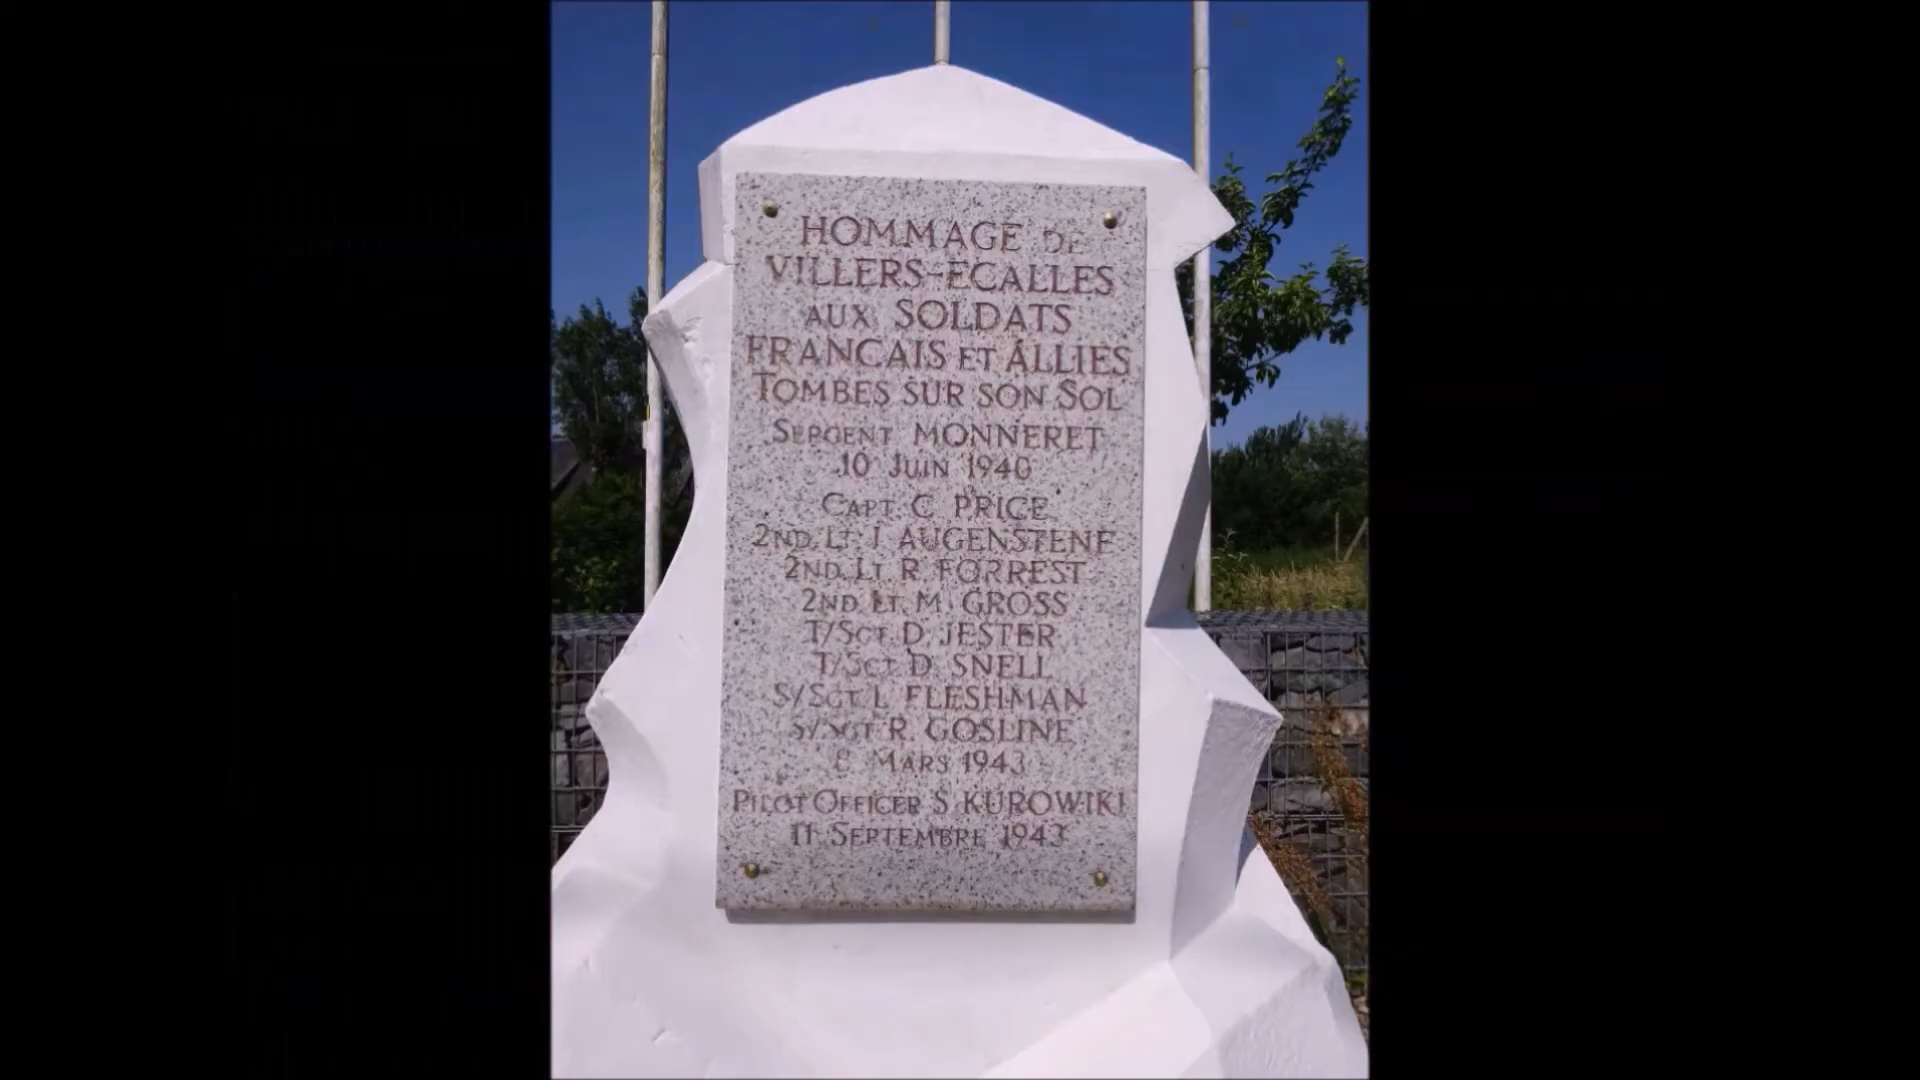 HOMMAGE DE
VILLERS-ECALLES
AUX SOLDATS
FRANCAIS ET ALLIES
TOMBES SUR SON SOL
SERGENT MONNERET
10 JUIN 1940
CAPT. C. PRICE
2ND. LT. I. AUGENSTENE
2ND. LT. R. FORREST
2ND. LT. M. GROSS
T/SGT D. JESTER
T/SGT D. SNELL
S/SGT L. FLESHMAN
S/SGT R. GOSLINE
8 MARS 1943
PILOT OFFICER S. KUROWIKI
11 SEPTEMBRE 1943